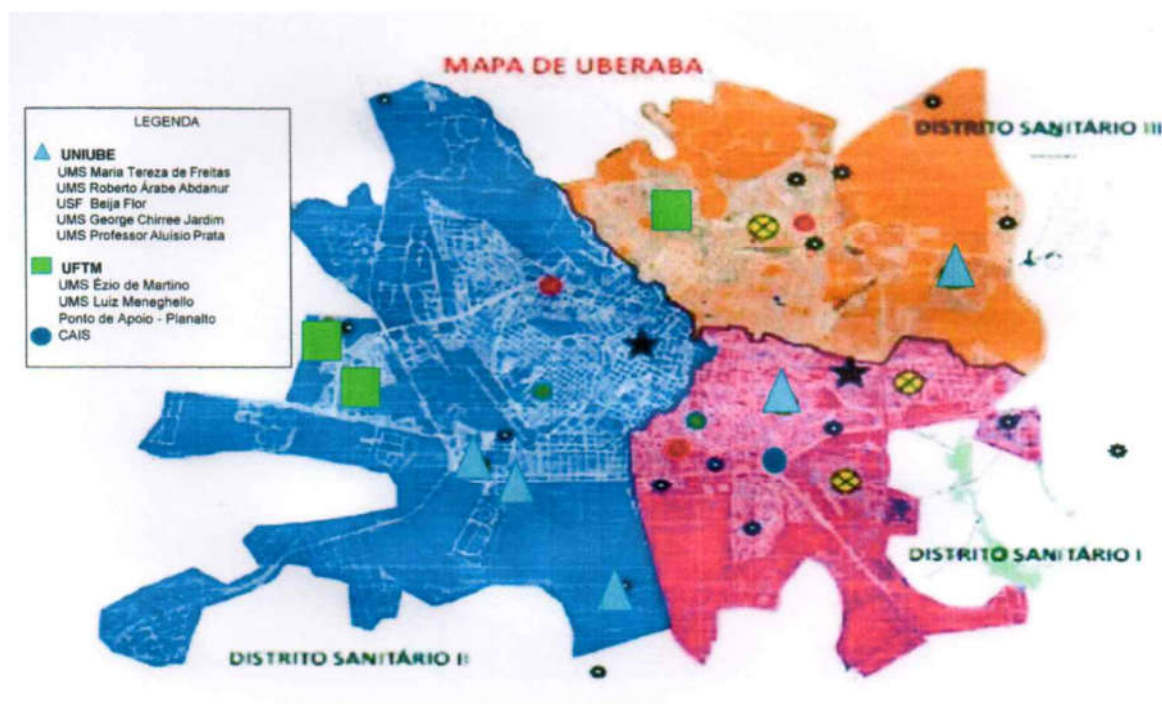 MAPA DE UBERABA
LEGENDA
UNIUBE
UMS Maria Tereza de Freitas
UMS Roberto Árabe Abdanur
USF Beija Flor
UMS George Chirree Jardim
UMS Professor Aluísio Prata
UFTM
UMS Ézio de Martino
UMS Luiz Meneghello
Ponto de Apoio - Planalto
CAIS
DISTRITO SANITÁRIO III
DISTRITO SANITÁRIO I
DISTRITO SANITÁRIO II